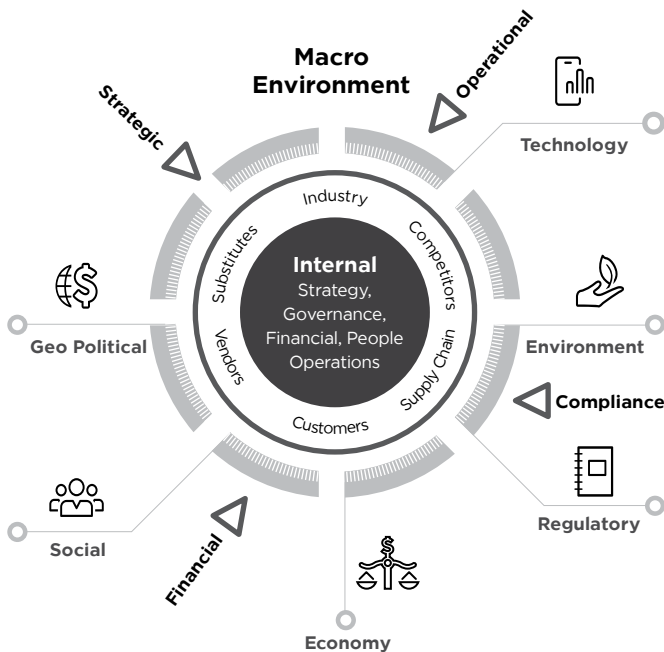 Macro
Environment
Operational
Strategic
Technology
Industry
Substitutes
Competitors
Internal
Strategy,
Governance,
Financial, People
Operations
Geo Political
Environment
Vendors
Supply Chain
Compliance
Customers
Regulatory
Social
Financial
$
Economy